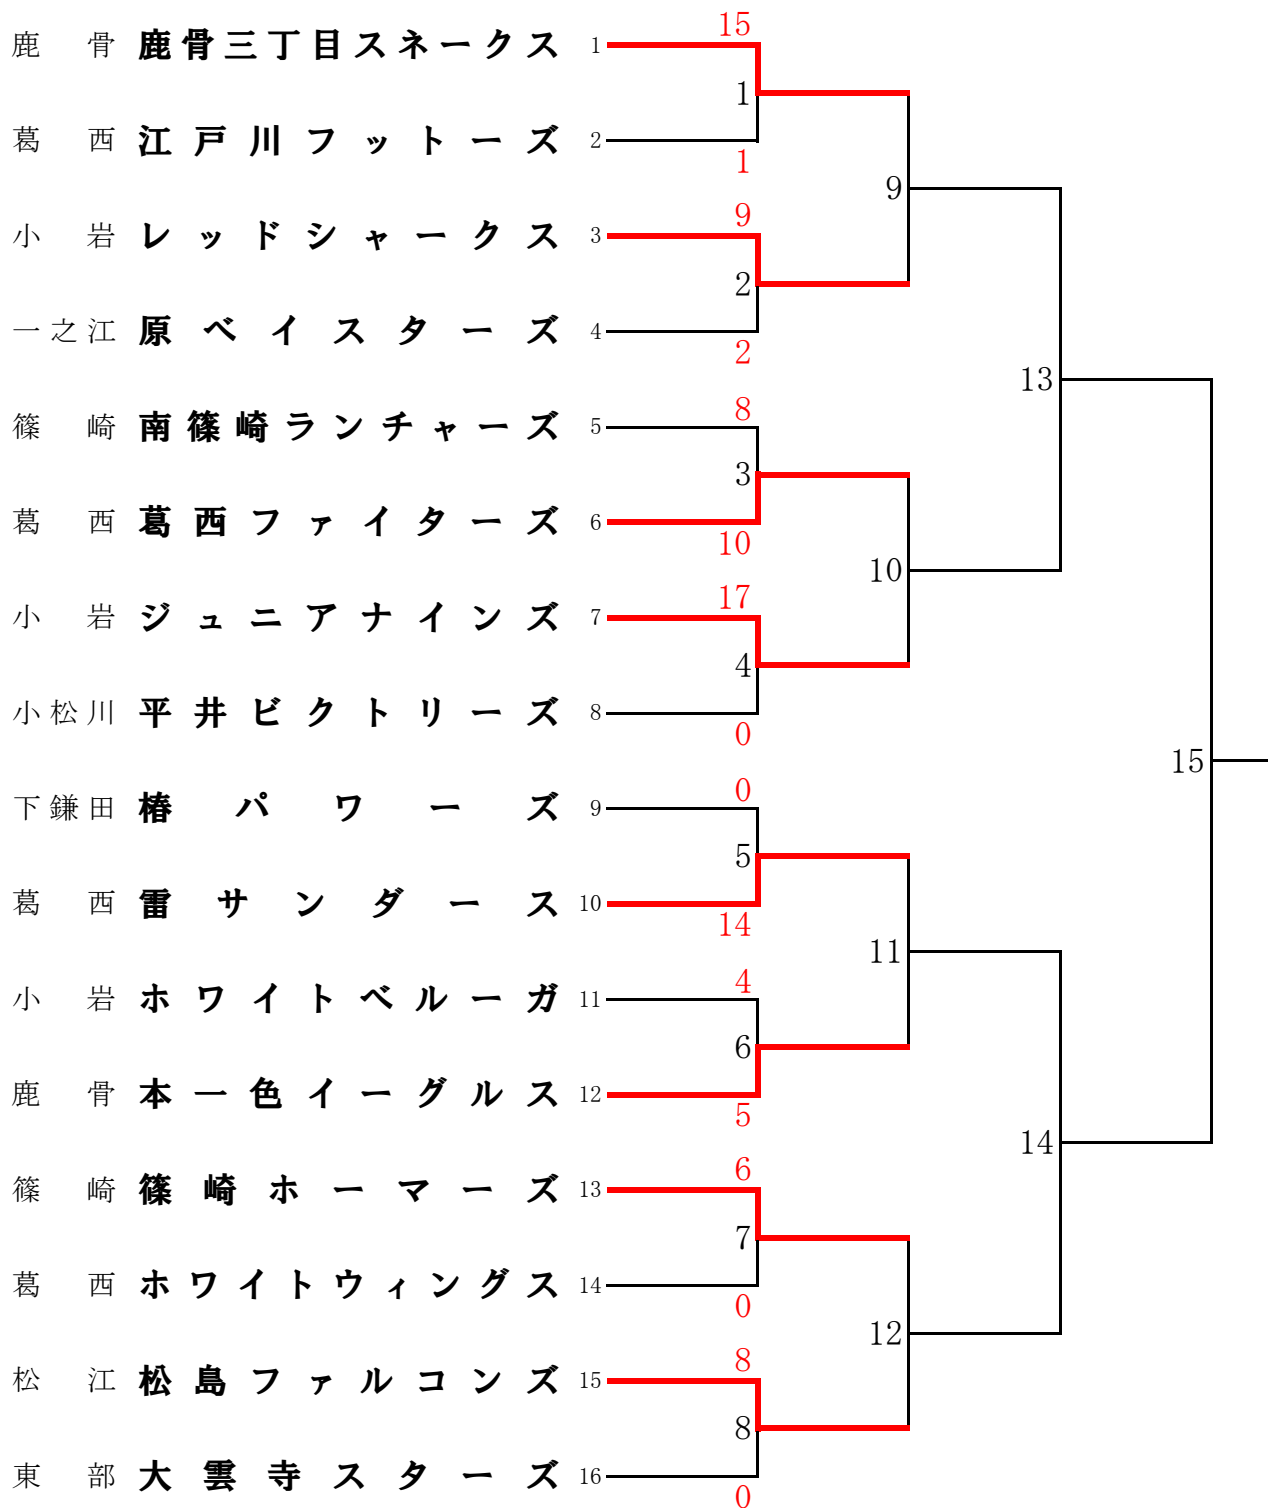 15
鹿骨 鹿骨三丁目スネークス 1
1
葛西 江戸川フットーズ 2
1
9
9
小岩 レッドシャークス 3
2
一之江 原ベイスターズ 4
2
13
8
篠崎 南篠崎ランチャーズ 5
3
葛西 葛西ファイターズ 6
10
10
17
小岩 ジュニアナインズ 7
4
小松川 平井ビクトリーズ 8
0
15
0
下鎌田 椿パワーズ 9
5
葛西 雷サンダース 10
14
11
4
小岩 ホワイトベルーガ 11
6
鹿骨 本一色イーグルス 12
5
14
6
篠崎 篠崎ホーマーズ 13
7
葛西 ホワイトウィングス 14
0
12
8
松江 松島ファルコンズ 15
8
東部 大雲寺スターズ 16
0